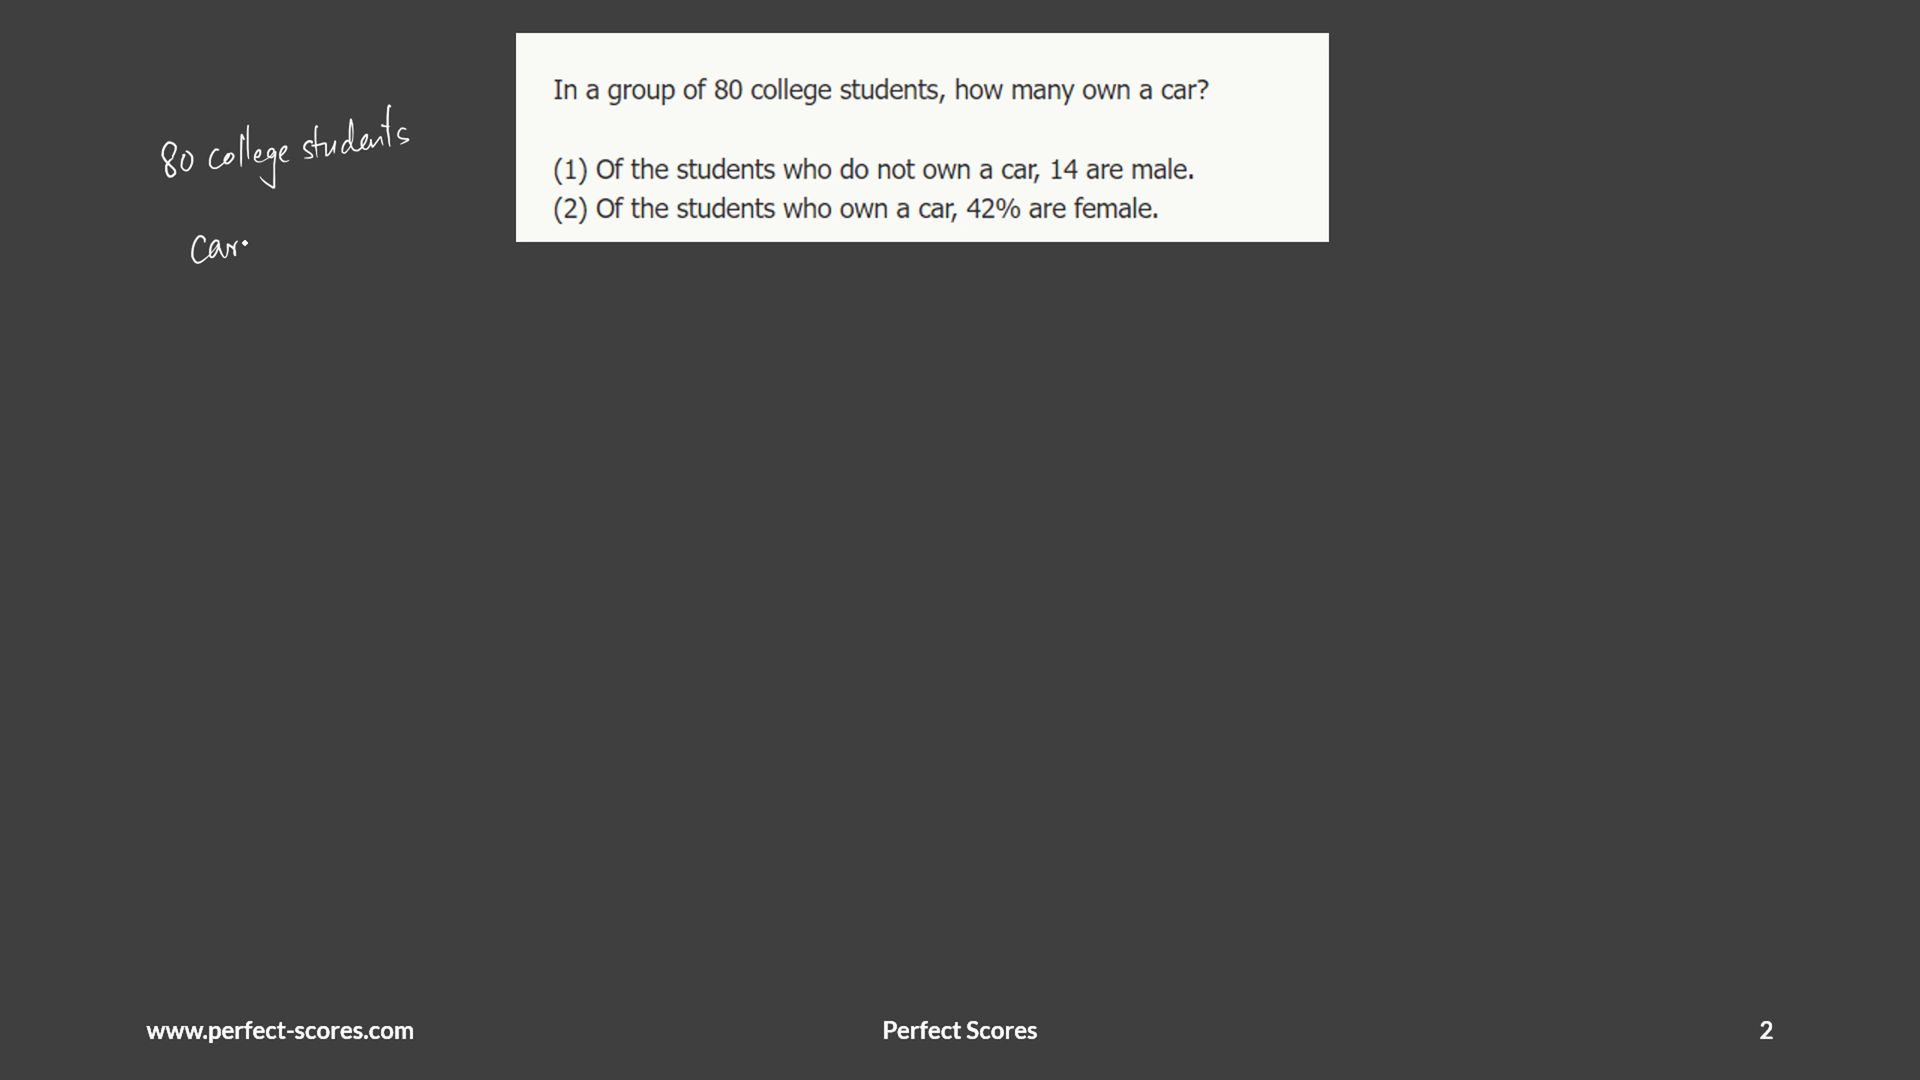 In a group of 80 college students, how many own a car?
(1) Of the students who do not own a car, 14 are male.
(2) Of the students who own a car, 42% are female.
80 college students
Car
www.perfect-scores.com
Perfect Scores
2